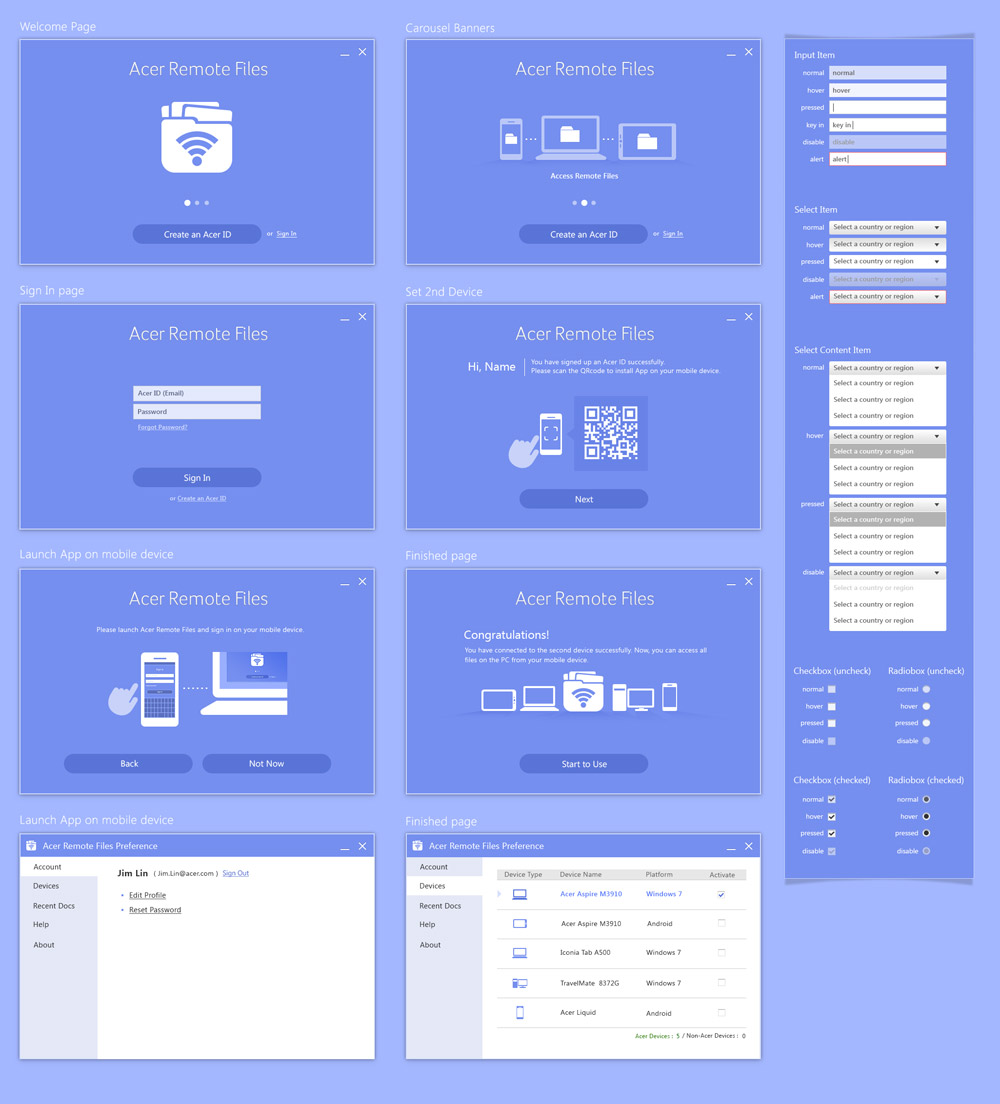 Welcome Page
Acer Remote Files
Create an Acer ID
or Sign In
Carousel Banners
Acer Remote Files
Access Remote Files
Create an Acer ID
or Sign In
Sign In page
Acer Remote Files
Acer ID (Email)
Password
Forgot Password?
Sign In
or Create an Acer ID
Set 2nd Device
Acer Remote Files
Hi, Name
You have signed up an Acer ID successfully.
Please scan the QRcode to install App on your mobile device.
Next
Launch App on mobile device
Acer Remote Files
Please launch Acer Remote Files and sign in on your mobile device.
Back
Not Now
Finished page
Acer Remote Files
Congratulations!
You have connected to the second device successfully. Now, you can access all
files on the PC from your mobile device.
Start to Use
Launch App on mobile device
Acer Remote Files Preference
Account
Devices
Recent Docs
Help
About
Jim Lin ( Jim.Lin@acer.com ) Sign Out
Edit Profile
Reset Password
Finished page
Acer Remote Files Preference
Account
Devices
Recent Docs
Help
About
Device Type Device Name Platform Activate
Acer Aspire M3910 Windows 7
Acer Aspire M3910 Android
Iconia Tab A500 Windows 7
TravelMate 8372G Windows 7
Acer Liquid Android
Acer Devices : 5 / Non-Acer Devices : 0
Input Item
normal normal
hover hover
pressed
key in key in
disable disable
alert alert
Select Item
normal Select a country or region
hover Select a country or region
pressed Select a country or region
disable Select a country or region
alert Select a country or region
Select Content Item
normal Select a country or region
Select a country or region
Select a country or region
Select a country or region
hover Select a country or region
Select a country or region
Select a country or region
Select a country or region
pressed Select a country or region
Select a country or region
Select a country or region
Select a country or region
disable Select a country or region
Select a country or region
Select a country or region
Select a country or region
Checkbox (uncheck)
normal
hover
pressed
disable
Radiobox (uncheck)
normal
hover
pressed
disable
Checkbox (checked)
normal
hover
pressed
disable
Radiobox (checked)
normal
hover
pressed
disable